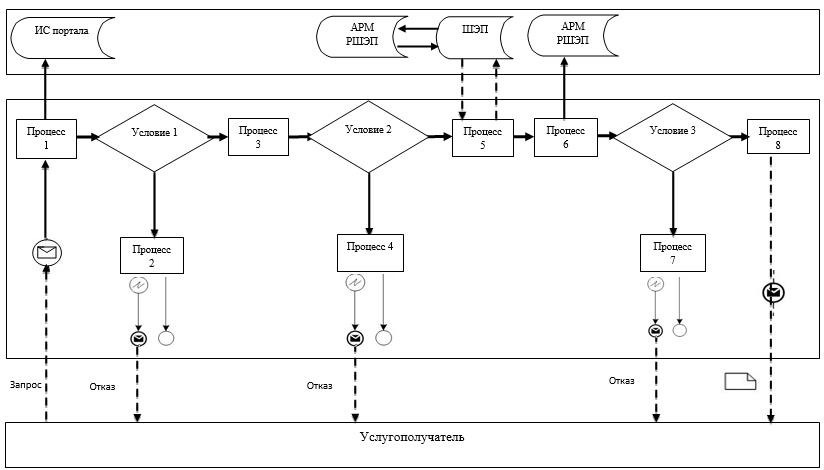 ИС портала
АРМ
РШЭП
ШЭП
АРМ
РШЭП
Процесс
1
Условие 1
Процесс
3
Условие 2
Процесс
5
Процесс
6
Условие 3
Процесс
8
Процесс
2
Процесс 4
Процесс
7
Запрос
Отказ
Отказ
Отказ
Услугополучатель